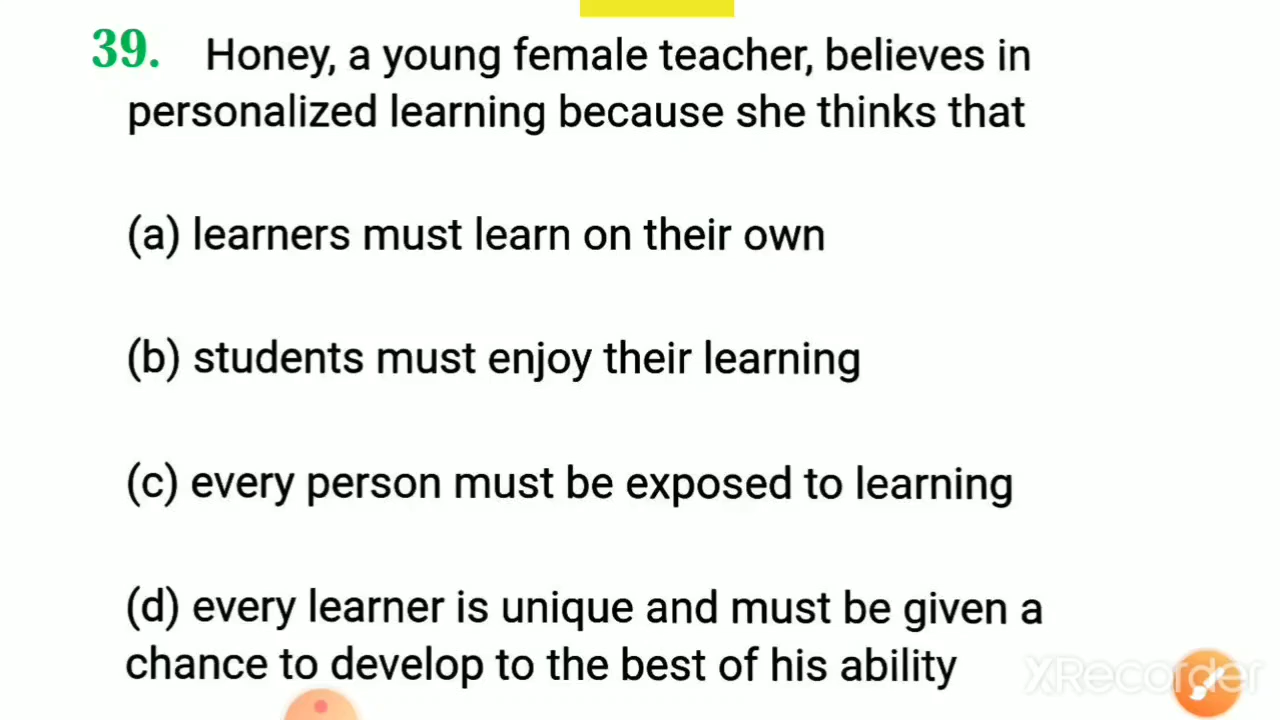 39. Honey, a young female teacher, believes in
personalized learning because she thinks that
(a) learners must learn on their own
(b) students must enjoy their learning
(c) every person must be exposed to learning
(d) every learner is unique and must be given a
chance to develop to the best of his ability
XRecorder